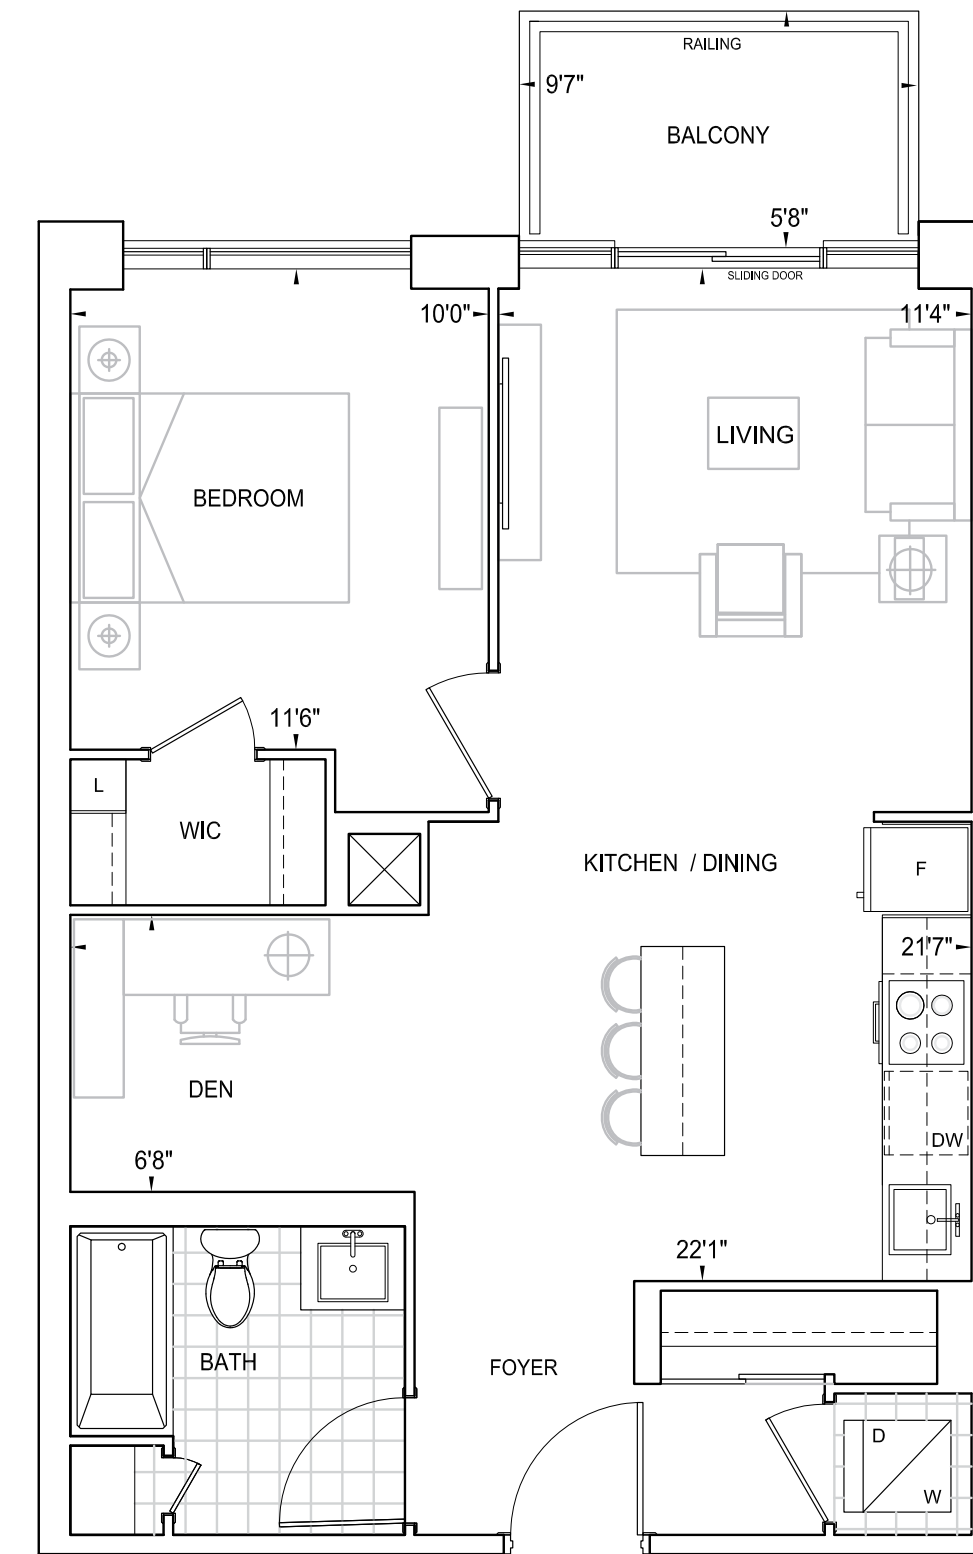 RAILING
9'7"
BALCONY
5'8"
SLIDING DOOR
10'0"
11'4"
LIVING
BEDROOM
11'6"
L
WIC
KITCHEN / DINING
F
21'7"
DEN
DW
6'8"
22'1"
BATH
FOYER
D
W